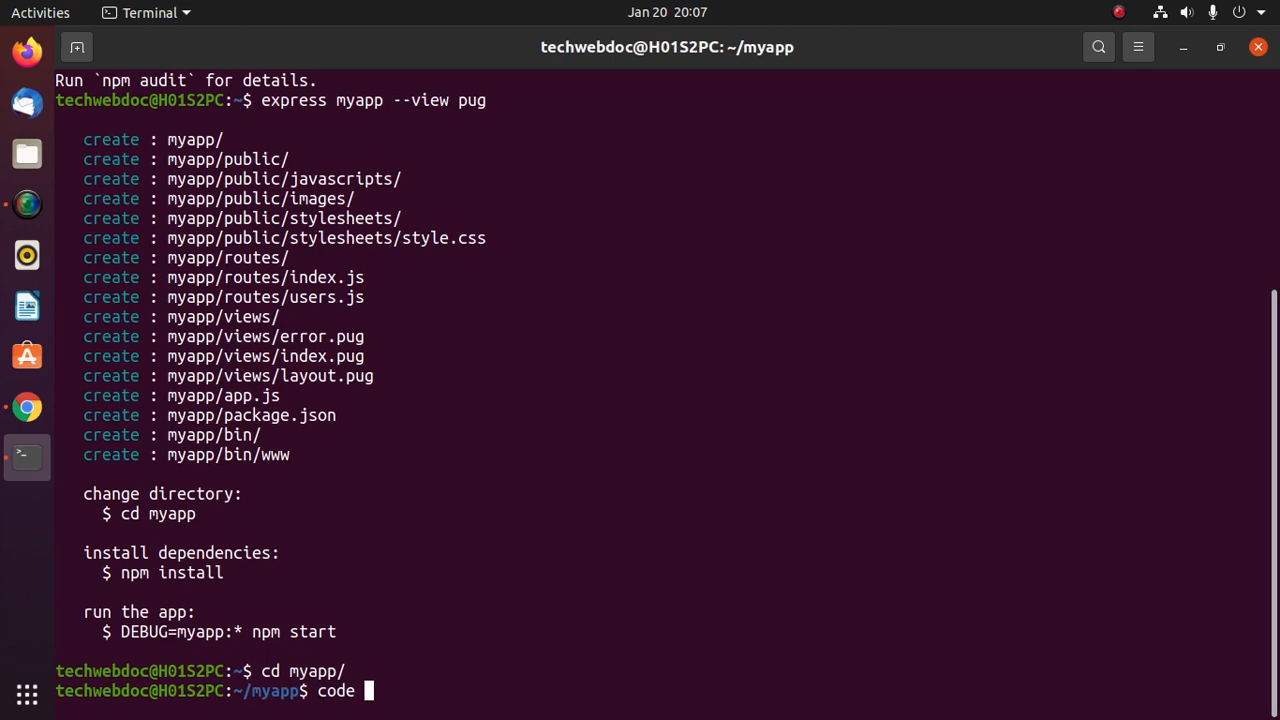 Activities Terminal Jan 20 20:07
techwebdoc@H01S2PC: ~/myapp
Run `npm audit` for details.
techwebdoc@H01S2PC:~$ express myapp --view pug
create : myapp/
create : myapp/public/
create : myapp/public/javascripts/
create : myapp/public/images/
create : myapp/public/stylesheets/
create : myapp/public/stylesheets/style.css
create : myapp/routes/
create : myapp/routes/index.js
create : myapp/routes/users.js
create : myapp/views/
create : myapp/views/error.pug
create : myapp/views/index.pug
create : myapp/views/layout.pug
create : myapp/app.js
create : myapp/package.json
create : myapp/bin/
create : myapp/bin/www
change directory:
$ cd myapp
install dependencies:
$ npm install
run the app:
$ DEBUG=myapp:* npm start
techwebdoc@H01S2PC:~$ cd myapp/
techwebdoc@H01S2PC:~/myapp$ code